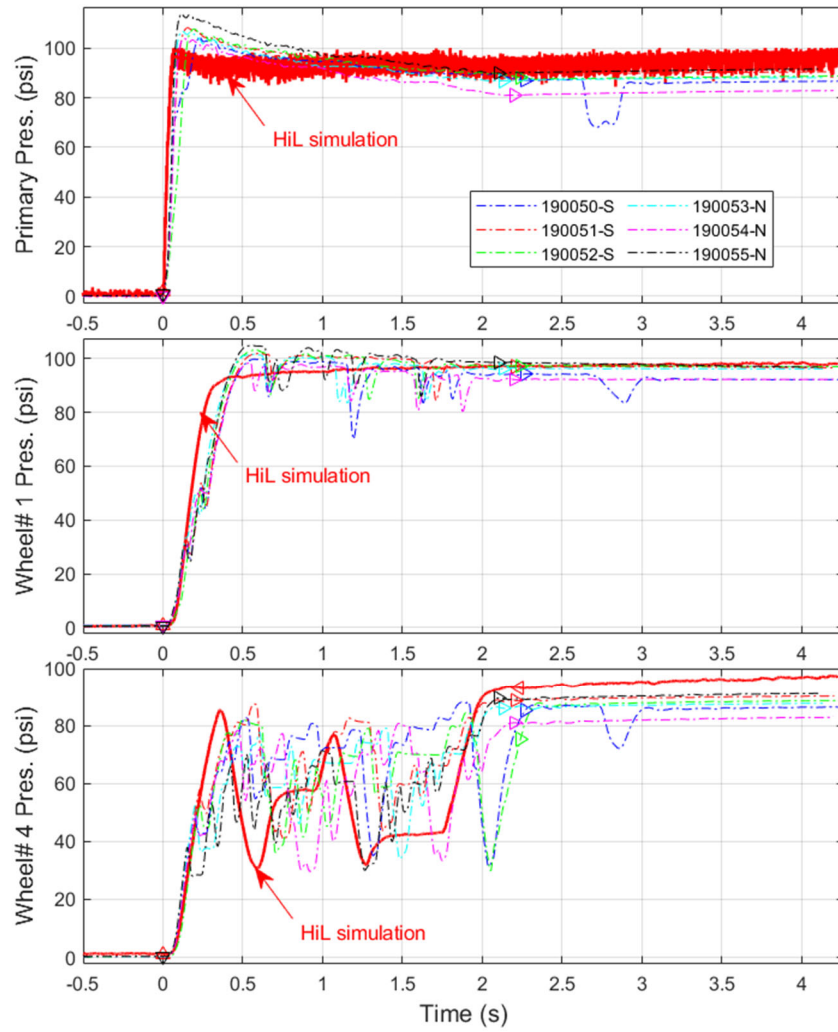 Primary Pres. (psi)
100
80
60
40
20
0
HiL simulation
190050-S 190053-N
190051-S 190054-N
190052-S 190055-N
-0.5 0 0.5 1 1.5 2 2.5 3 3.5 4
Wheel# 1 Pres. (psi)
100
80
60
40
20
0
HiL simulation
-0.5 0 0.5 1 1.5 2 2.5 3 3.5 4
Wheel# 4 Pres. (psi)
100
80
60
40
20
0
HiL simulation
-0.5 0 0.5 1 1.5 2 2.5 3 3.5 4
Time (s)